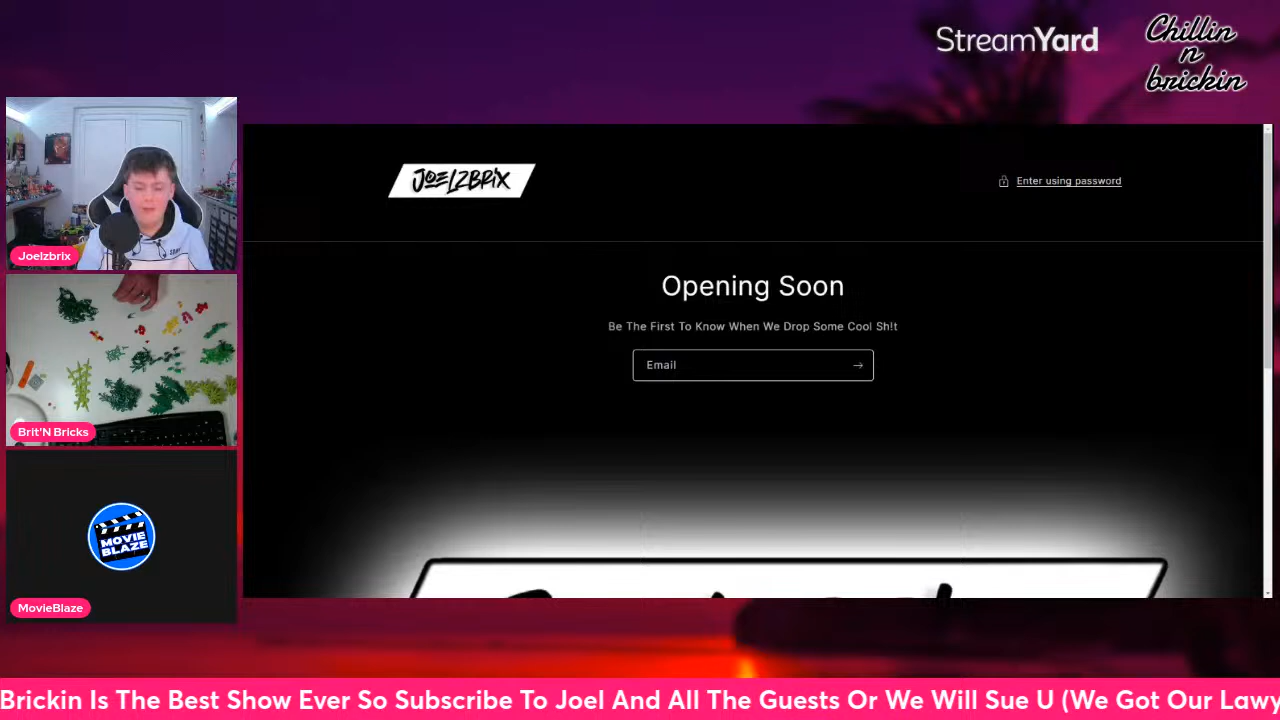 StreamYard
Chillin
n
brickin
Joelzbrix
Brit'N Bricks
MOVIE
BLAZE
MovieBlaze
JOELZBRIX
Enter using password
Opening Soon
Be The First To Know When We Drop Some Cool Sh!t
Email
Brickin Is The Best Show Ever So Subscribe To Joel And All The Guests Or We Will Sue U (We Got Our Lawy